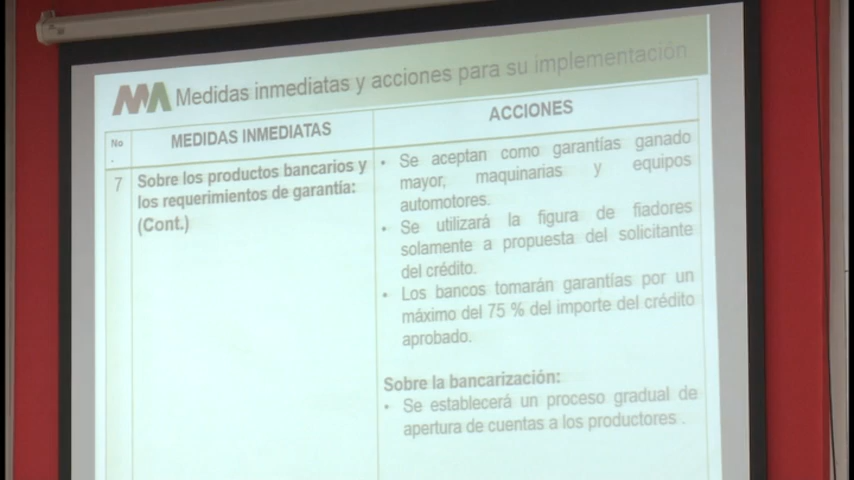 MA Medidas inmediatas y acciones para su implementación
No
.
MEDIDAS INMEDIATAS
ACCIONES
7
Sobre los productos bancarios y
los requerimientos de garantía:
(Cont.)
• Se aceptan como garantías ganado
mayor, maquinarias y equipos
automotores.
• Se utilizará la figura de fiadores
solamente a propuesta del solicitante
del crédito.
• Los bancos tomarán garantías por un
máximo del 75 % del importe del crédito
aprobado.
Sobre la bancarización:
• Se establecerá un proceso gradual de
apertura de cuentas a los productores .